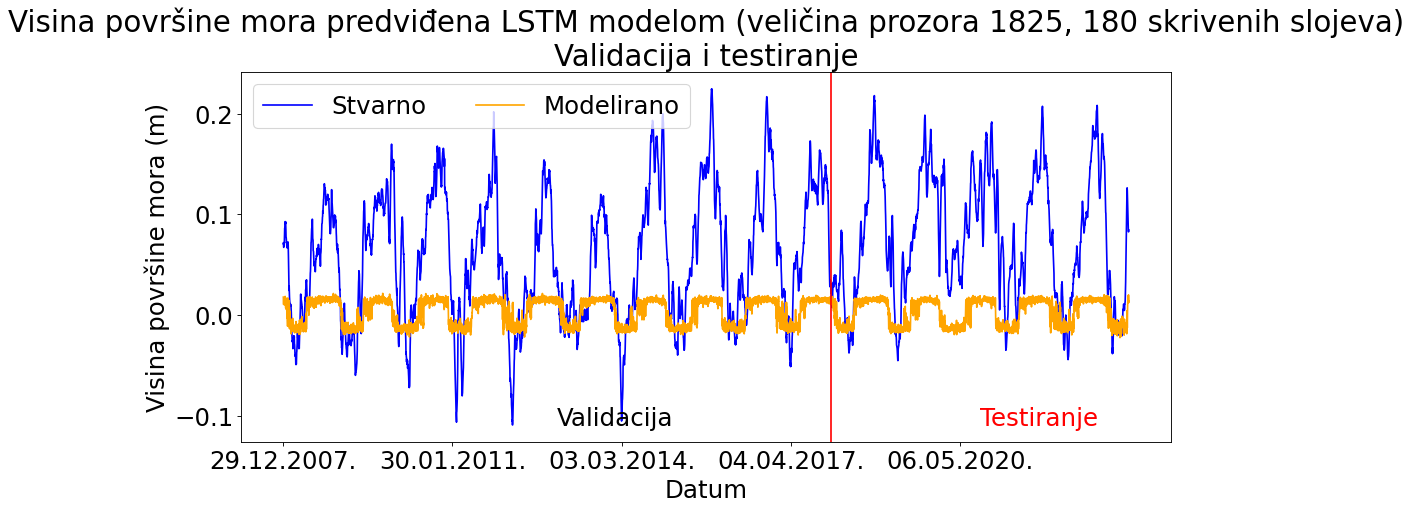 Visina površine mora predviđena LSTM modelom (veličina prozora 1825, 180 skrivenih slojeva)
Validacija i testiranje
Stvarno
Modelirano
Visina površine mora (m)
0.2
0.1
0.0
−0.1
Validacija
Testiranje
29.12.2007.
30.01.2011.
03.03.2014.
04.04.2017.
06.05.2020.
Datum